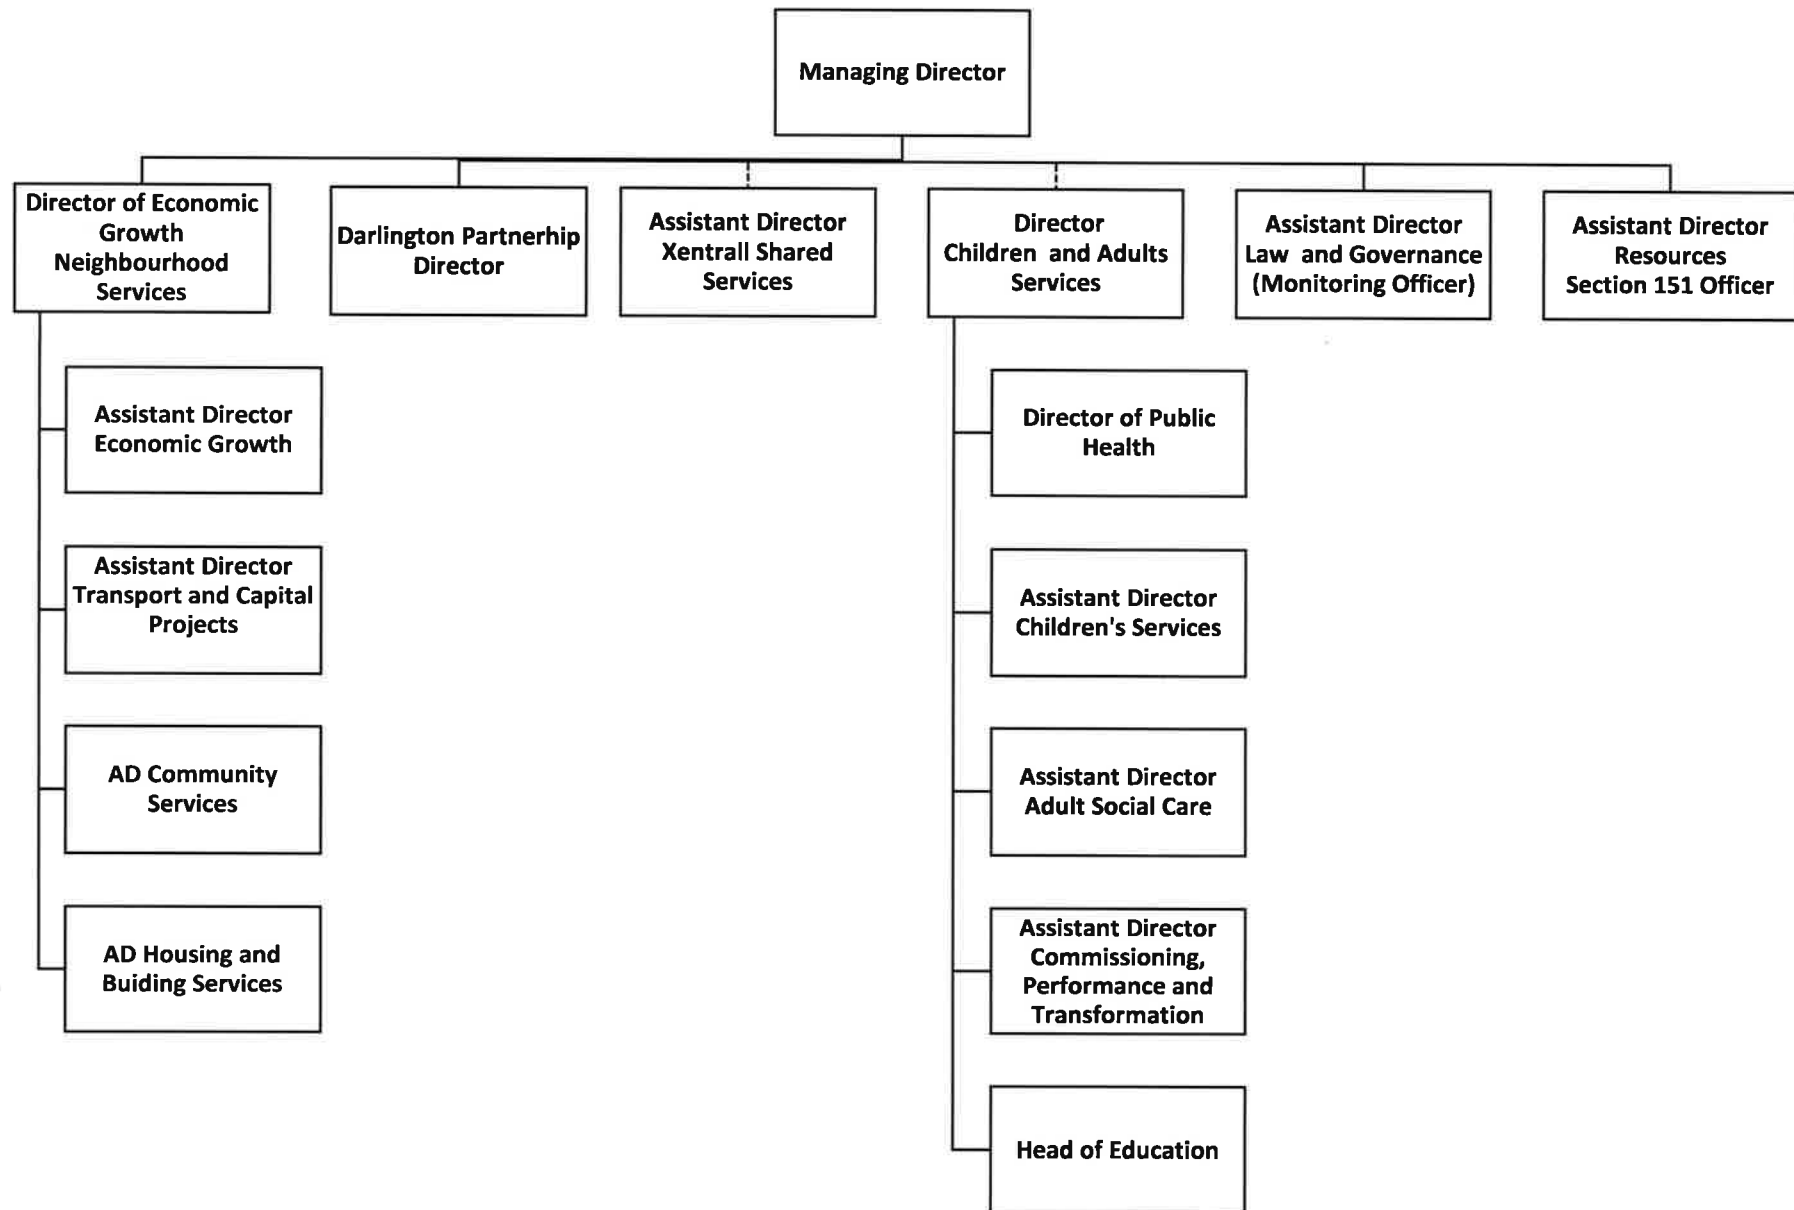 Managing Director
Director of Economic
Growth
Neighbourhood
Services
Darlington Partnerhip
Director
Assistant Director
Xentrall Shared
Services
Director
Children and Adults
Services
Assistant Director
Law and Governance
(Monitoring Officer)
Assistant Director
Resources
Section 151 Officer
Assistant Director
Economic Growth
Assistant Director
Transport and Capital
Projects
AD Community
Services
AD Housing and
Buiding Services
Director of Public
Health
Assistant Director
Children's Services
Assistant Director
Adult Social Care
Assistant Director
Commissioning,
Performance and
Transformation
Head of Education